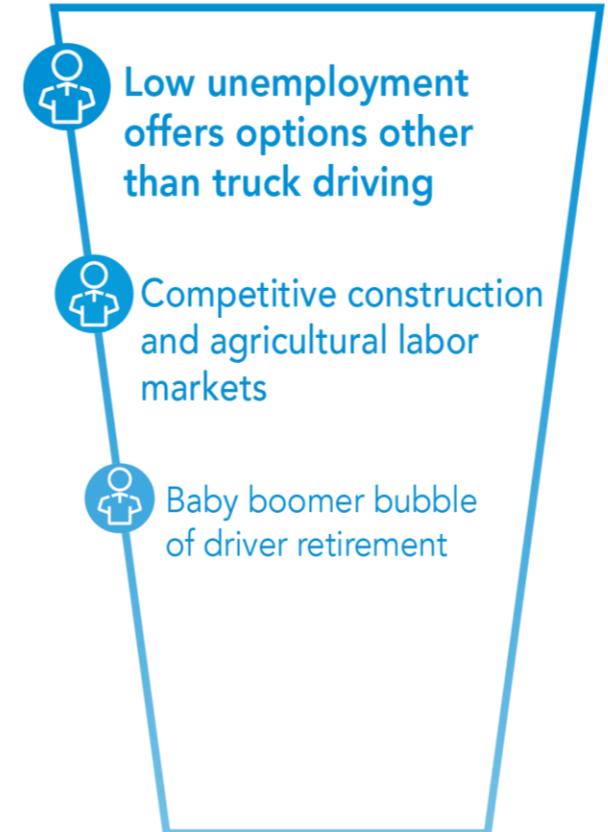 Low unemployment
offers options other
than truck driving
Competitive construction
and agricultural labor
markets
Baby boomer bubble
of driver retirement